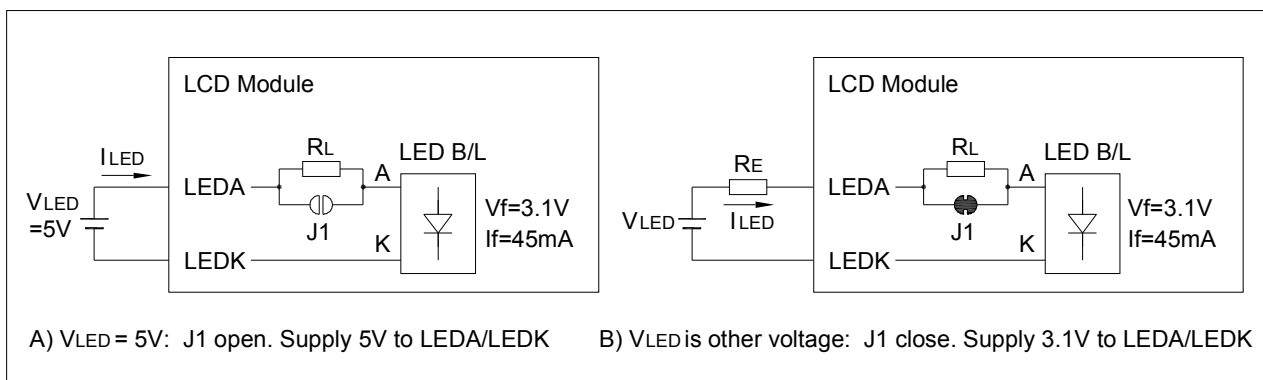 LCD Module
RL
LED B/L
ILED
A
LEDA
VLED
=5V
J1
Vf=3.1V
If=45mA
K
LEDK
LCD Module
RL
LED B/L
RE
A
LEDA
VLED
ILED
J1
Vf=3.1V
If=45mA
K
LEDK
A) VLED = 5V: J1 open. Supply 5V to LEDA/LEDK
B) VLED is other voltage: J1 close. Supply 3.1V to LEDA/LEDK